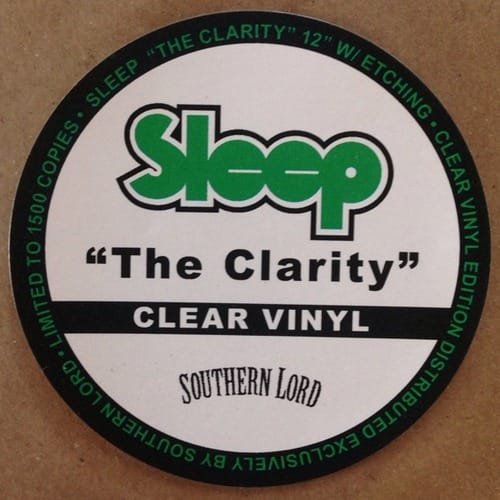 SLEEP "THE CLARITY" 12" W/ ETCHING • CLEAR VINYL EDITION DISTRIBUTED EXCLUSIVELY BY SOUTHERN LORD • LIMITED TO 1500 COPIES •
Sleep
"The Clarity"
CLEAR VINYL
SOUTHERN LORD